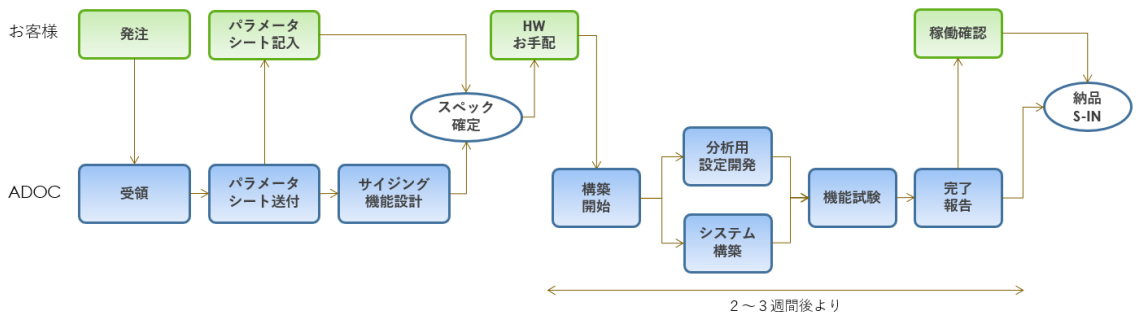 お客様
発注
パラメータ
シート記入
HW
お手配
稼働確認
スペック
確定
納品
S-IN
ADOC
受領
パラメータ
シート送付
サイジング
機能設計
構築
開始
分析用
設定開発
システム
構築
機能試験
完了
報告
2～3週間後より